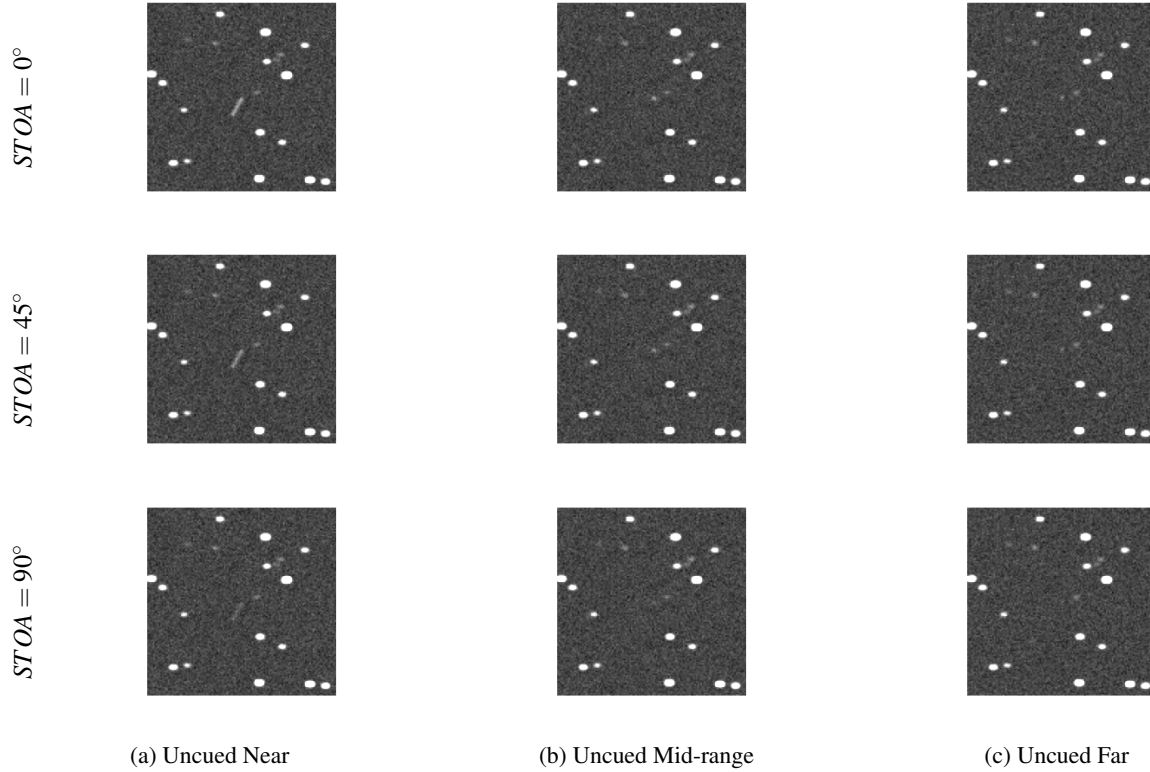 STOA = 0°
STOA = 45°
STOA = 90°
(a) Uncued Near
(b) Uncued Mid-range
(c) Uncued Far